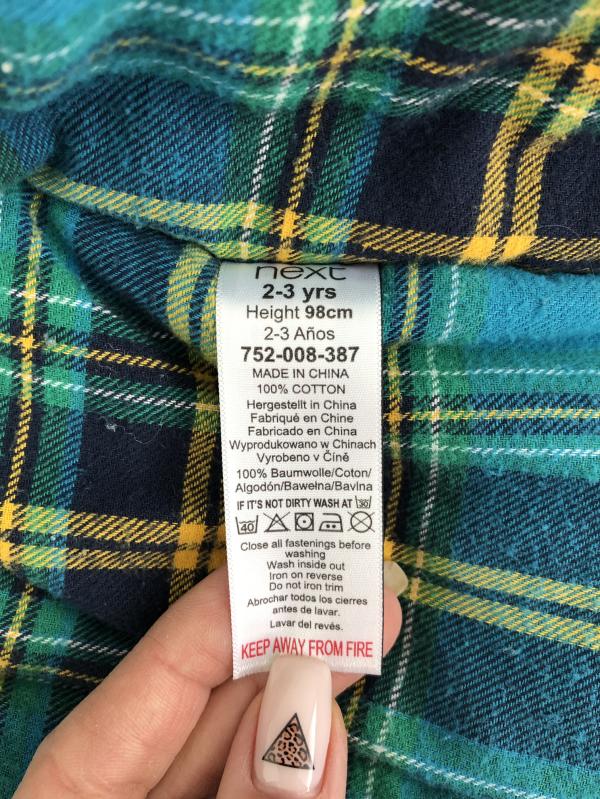 next
2-3 yrs
Height 98cm
2-3 Años
752-008-387
MADE IN CHINA
100% COTTON
Hergestellt in China
Fabriqué en Chine
Fabricado en China
Wyprodukowano w Chinach
Vyrobeno v Číně
100% Baumwolle/Coton/
Algodón/Bawełna/Bavlna
IF IT'S NOT DIRTY WASH AT 30
40
Close all fastenings before
washing
Wash inside out
Iron on reverse
Do not iron trim
Abrochar todos los cierres
antes de lavar.
Lavar del revés.
KEEP AWAY FROM FIRE